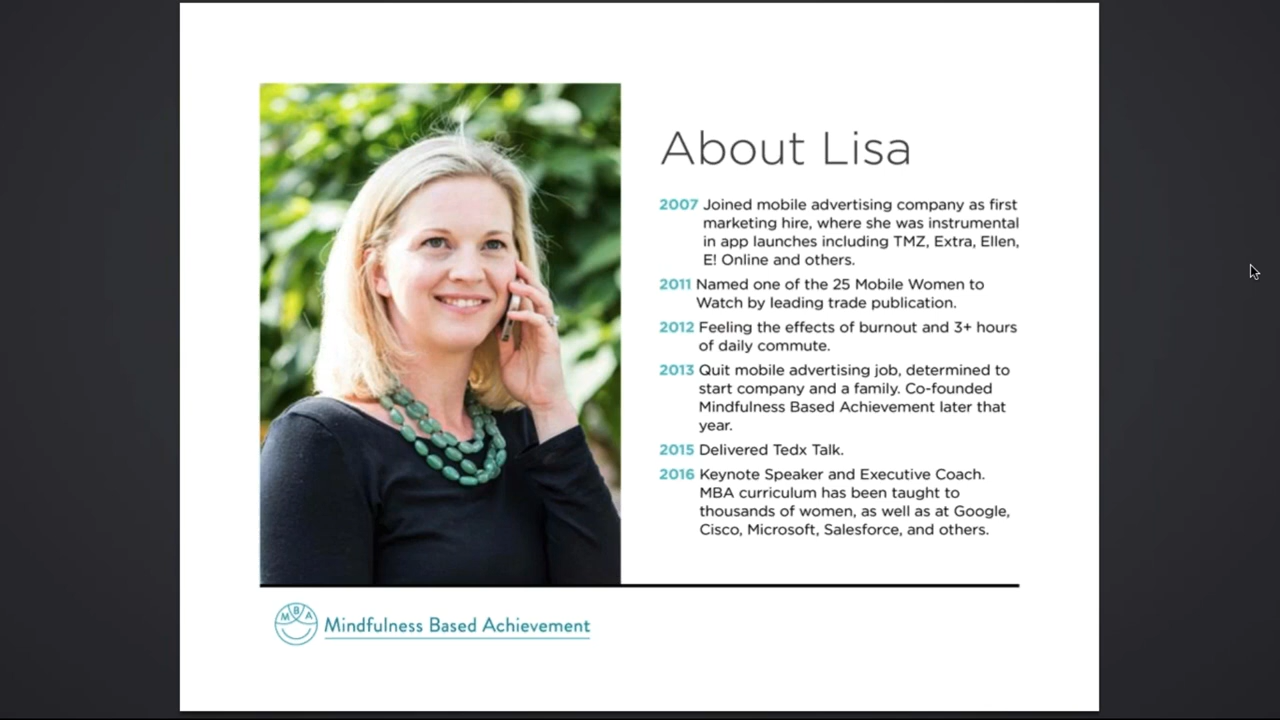 About Lisa
2007 Joined mobile advertising company as first
marketing hire, where she was instrumental
in app launches including TMZ, Extra, Ellen,
E! Online and others.
2011 Named one of the 25 Mobile Women to
Watch by leading trade publication.
2012 Feeling the effects of burnout and 3+ hours
of daily commute.
2013 Quit mobile advertising job, determined to
start company and a family. Co-founded
Mindfulness Based Achievement later that
year.
2015 Delivered Tedx Talk.
2016 Keynote Speaker and Executive Coach.
MBA curriculum has been taught to
thousands of women, as well as at Google,
Cisco, Microsoft, Salesforce, and others.
MBA
Mindfulness Based Achievement